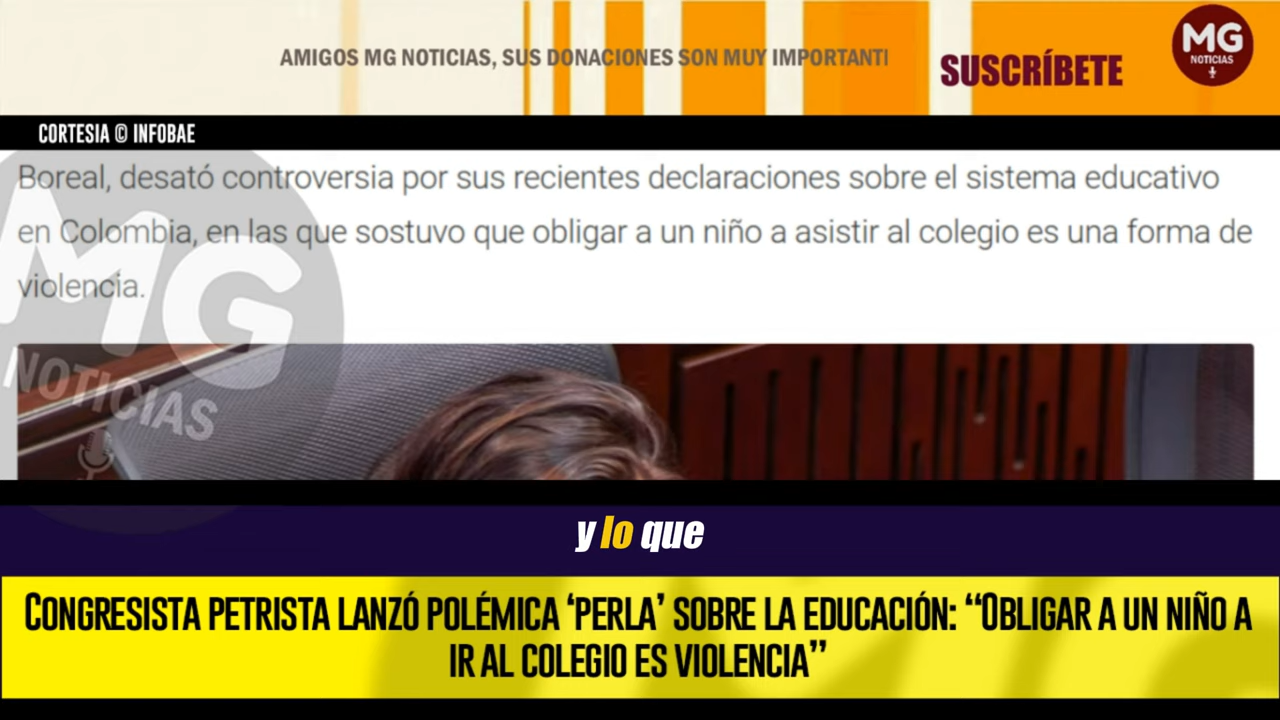 AMIGOS MG NOTICIAS, SUS DONACIONES SON MUY IMPORTANT
SUSCRÍBETE
MG
NOTICIAS
CORTESIA © INFOBAE
Boreal, desató controversia por sus recientes declaraciones sobre el sistema educativo
en Colombia, en las que sostuvo que obligar a un niño a asistir al colegio es una forma de
violencia.
MG
NOTICIAS
y lo que
CONGRESISTA PETRISTA LANZÓ POLÉMICA ‘PERLA’ SOBRE LA EDUCACIÓN: “OBLIGAR A UN NIÑO A
IR AL COLEGIO ES VIOLENCIA”